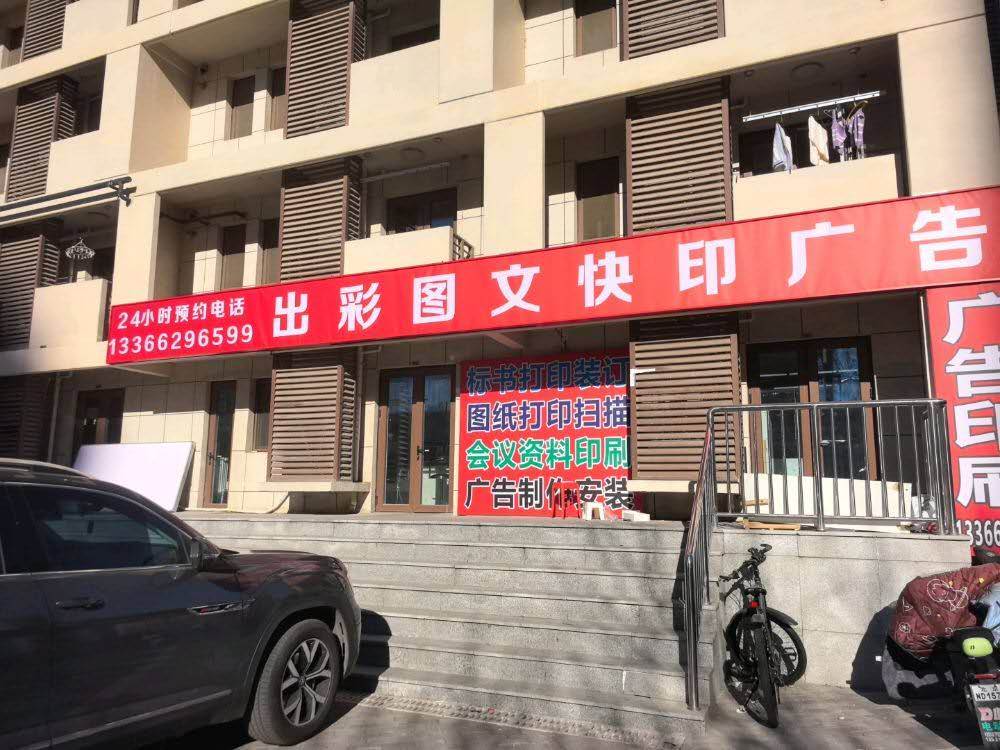 24小时预约电话
13366296599
出彩图文快印广告
标书打印装订
图纸打印扫描
会议资料印刷
广告制作安装
广告印刷
13366